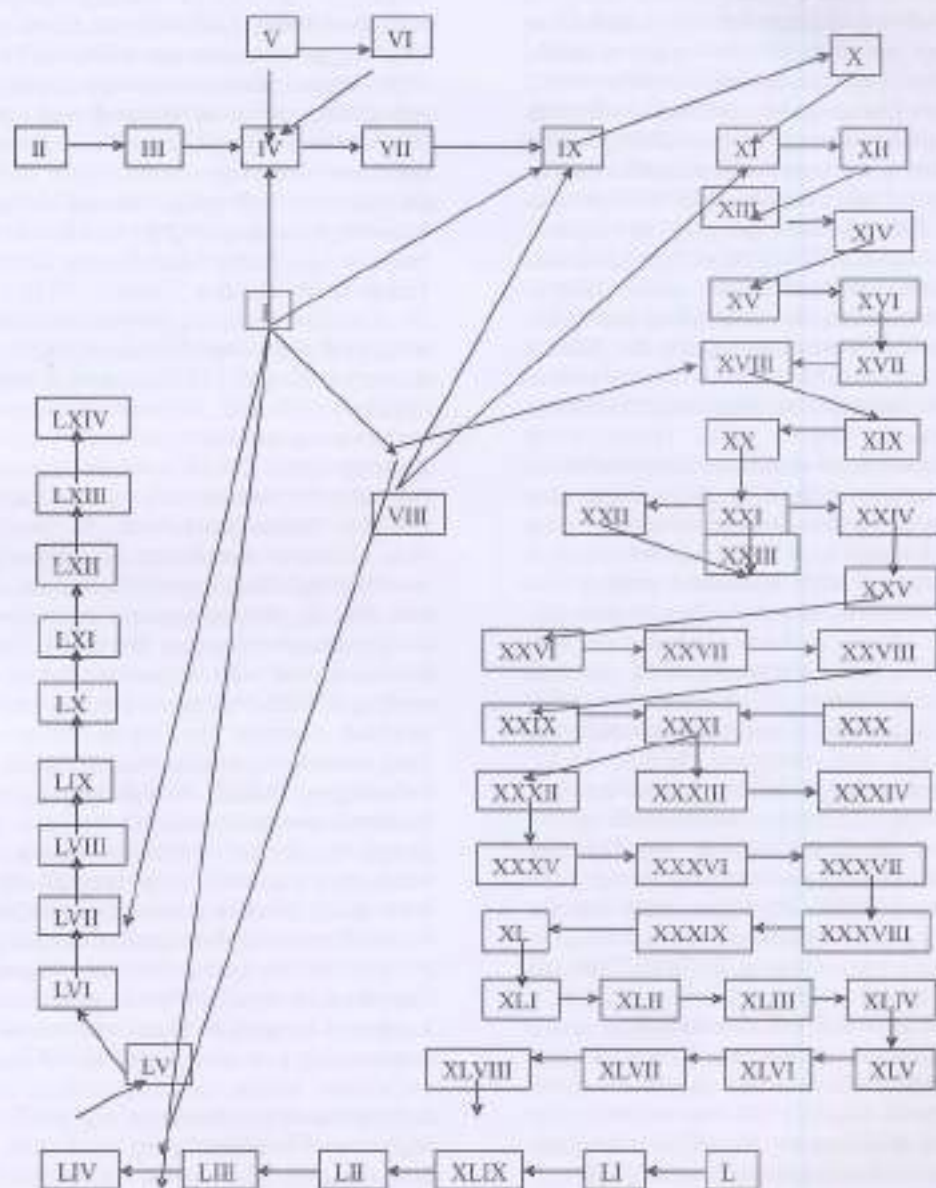 V VI
X
II III IV VII IX XI XII
XIII
XIV
I
XV XVI
XVIII XVII
LXIV
XX XIX
LXIII
VIII XXII XXI XXIV
XXIII
LXII
XXV
LXI
XXVI XXVII XXVIII
LX
XXIX XXXI XXX
LIX
XXXII XXXIII XXXIV
LVIII
XXXV XXXVI XXXVII
LVII
XL XXXIX XXXVIII
LVI
XLI XLII XLIII XLIV
LV
XLVIII XLVII XLVI XLV
LIV LIII LII XLIX LI L